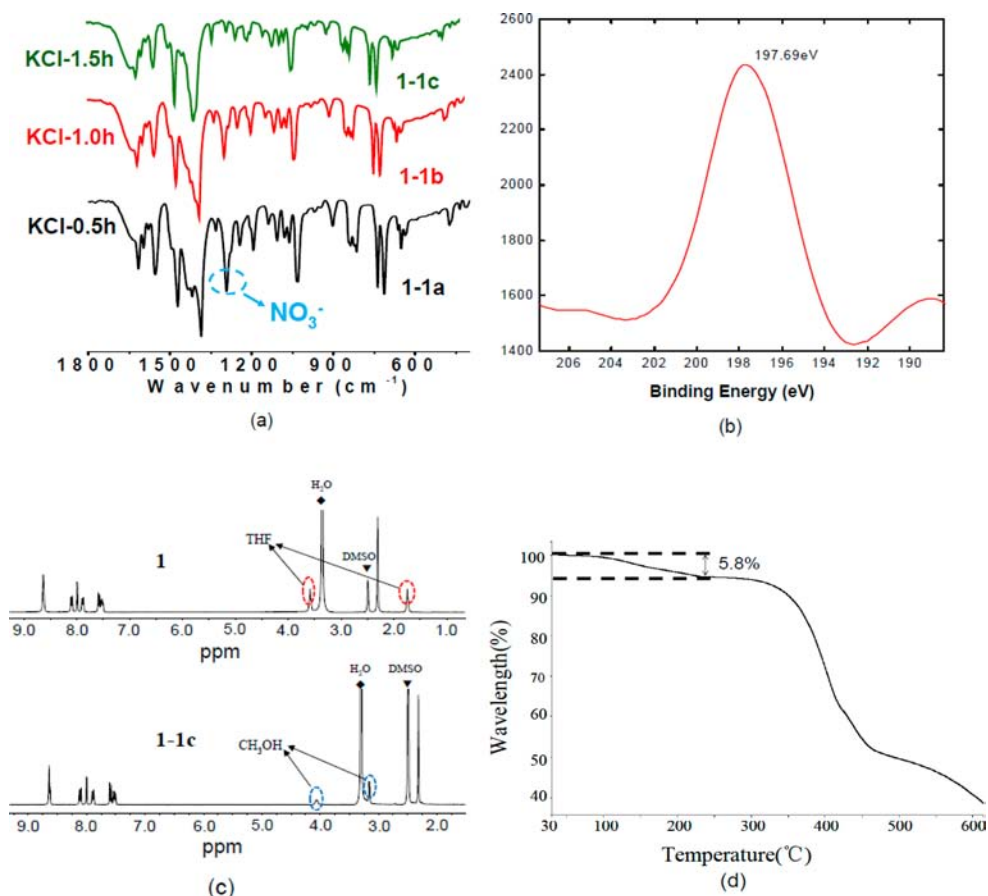 KCl-1.5h
1-1c
KCl-1.0h
1-1b
KCl-0.5h
1-1a
NO₃⁻
1800 1500 1200 900 600
Wavenumber (cm⁻¹)
(a)
2600
2400
2200
2000
1800
1600
1400
197.69eV
206 204 202 200 198 196 194 192 190
Binding Energy (eV)
(b)
H₂O
THF
DMSO
1
9.0 8.0 7.0 6.0 5.0 4.0 3.0 2.0 1.0
ppm
H₂O
DMSO
1-1c
CH₃OH
9.0 8.0 7.0 6.0 5.0 4.0 3.0 2.0
ppm
(c)
100
90
80
70
60
50
40
Wavelength(%)
5.8%
30 100 200 300 400 500 600
Temperature(℃)
(d)